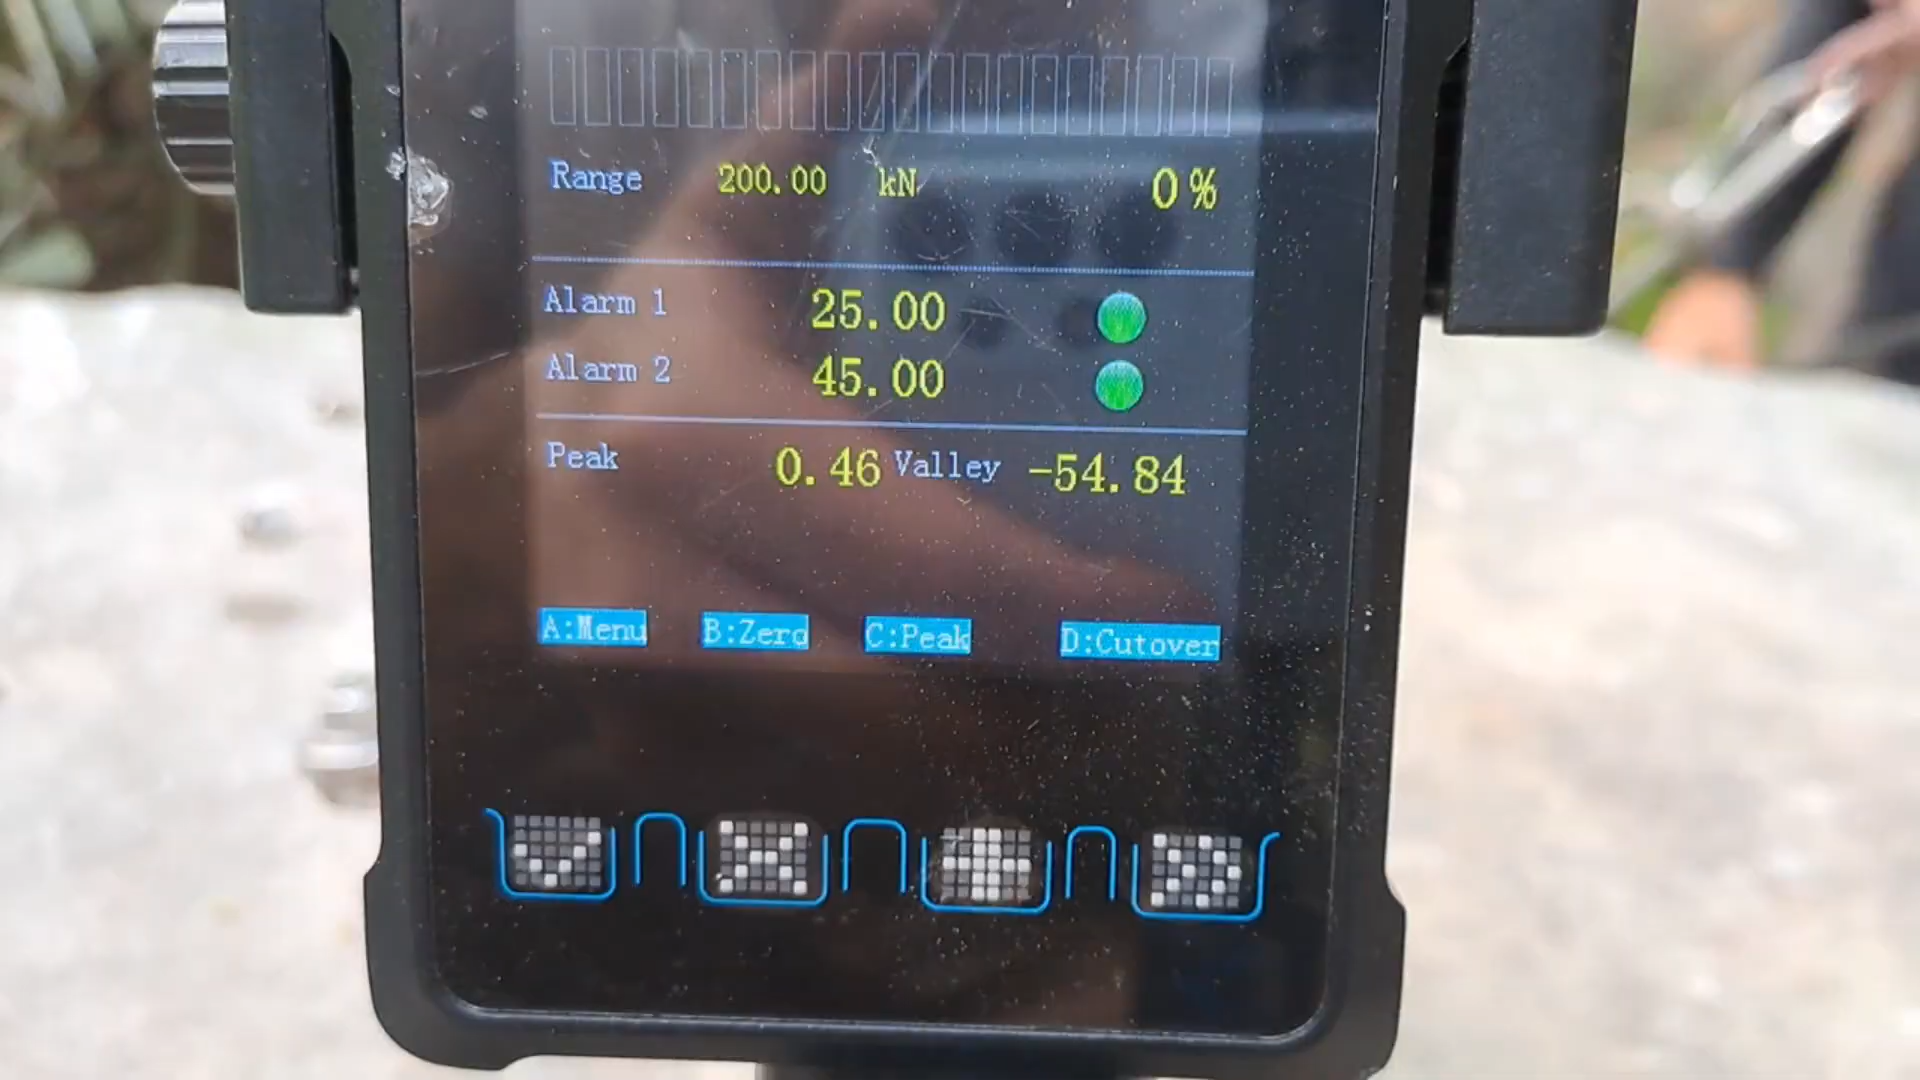 Range 200.00 kN 0%
Alarm 1 25.00
Alarm 2 45.00
Peak 0.46 Valley -54.84
A:Menu B:Zero C:Peak D:Cutover